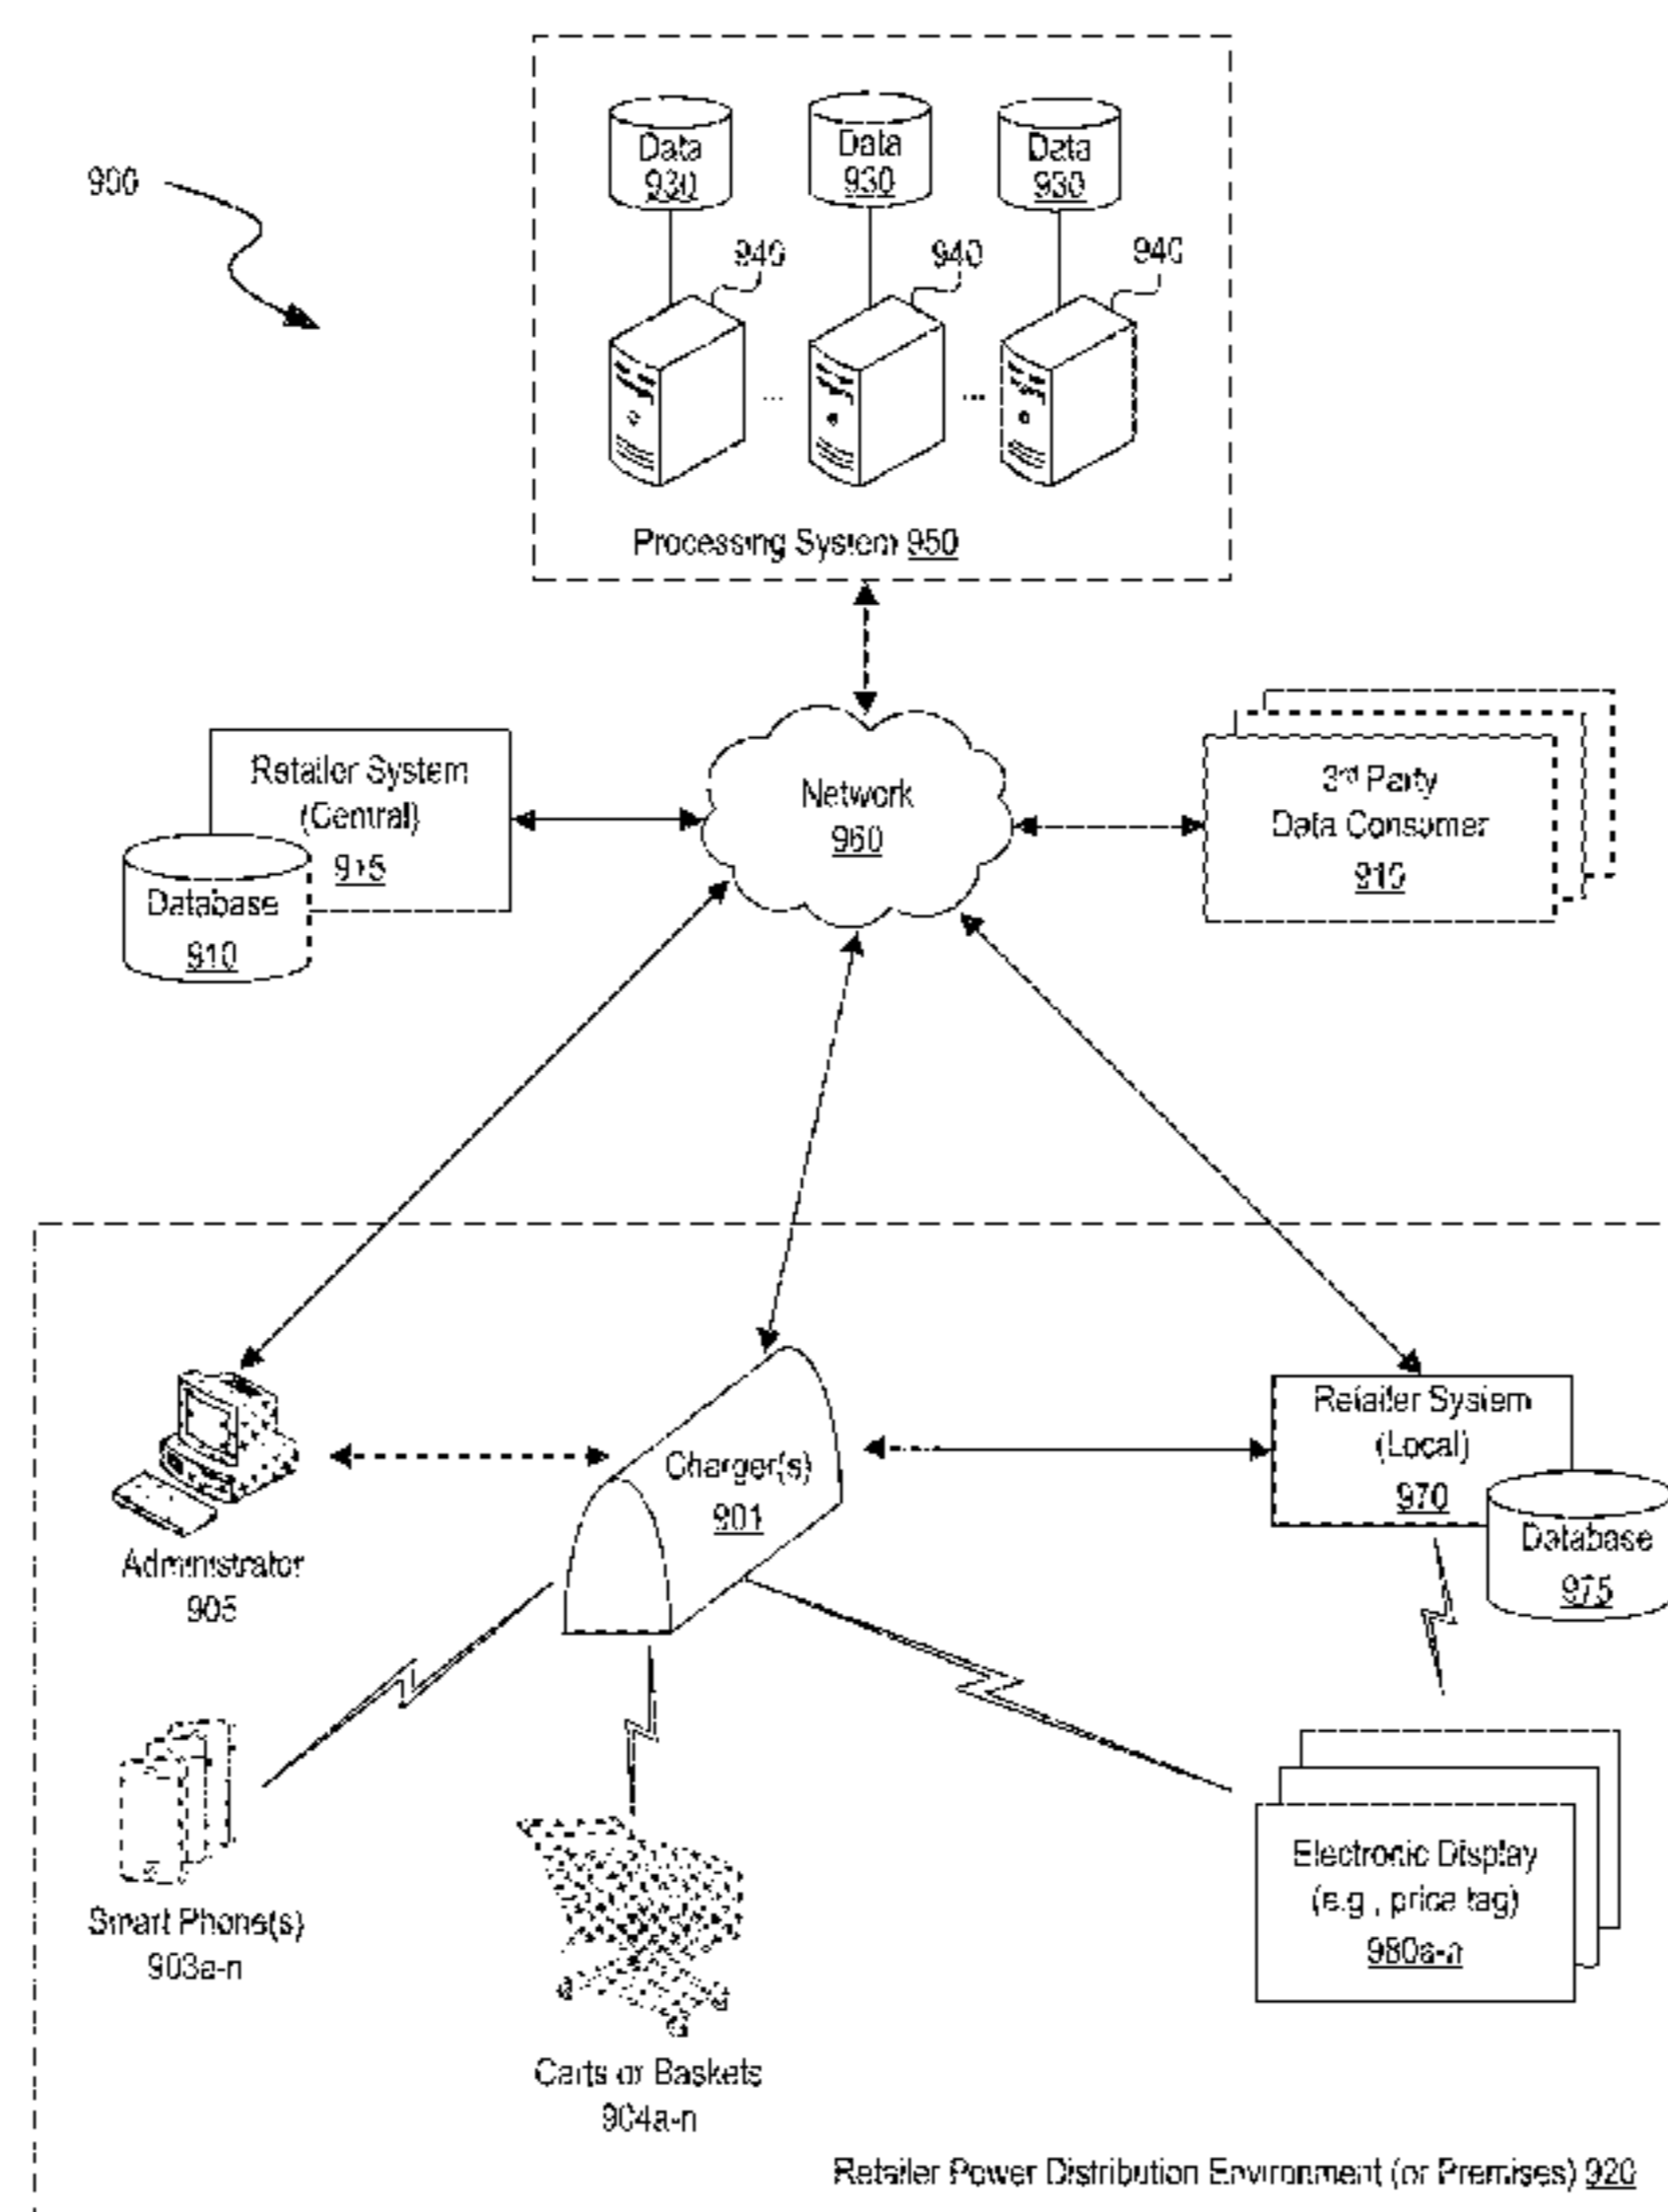 900
Data
930
Data
930
Data
930
940
940
940
...
...
Processing System 950
Retailer System
(Central)
915
Database
910
Network
960
3rd Party
Data Consumer
910
Retailer System
(Local)
970
Database
975
Charger(s)
901
Administrator
905
Smart Phone(s)
903a-n
Carts or Baskets
904a-n
Electronic Display
(e.g., price tag)
980a-n
Retailer Power Distribution Environment (or Premises) 920